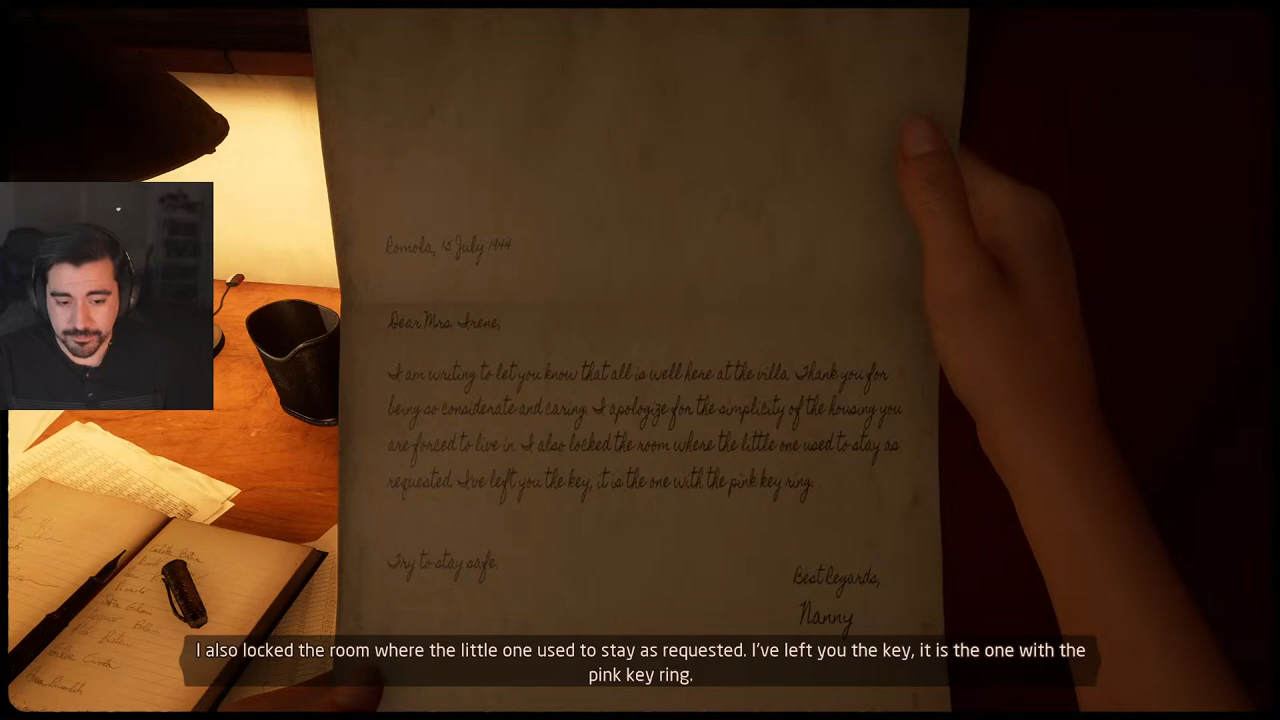 Comola, 15 July 1944
Dear Mrs. Irene,
I am writing to let you know that all is well here at the villa. Thank you for
being so considerate and caring. I apologize for the simplicity of the housing you
are forced to live in. I also locked the room where the little one used to stay as
requested. I've left you the key, it is the one with the pink key ring.
Try to stay safe,
Best Regards,
Nanny
I also locked the room where the little one used to stay as requested. I've left you the key, it is the one with the
pink key ring.